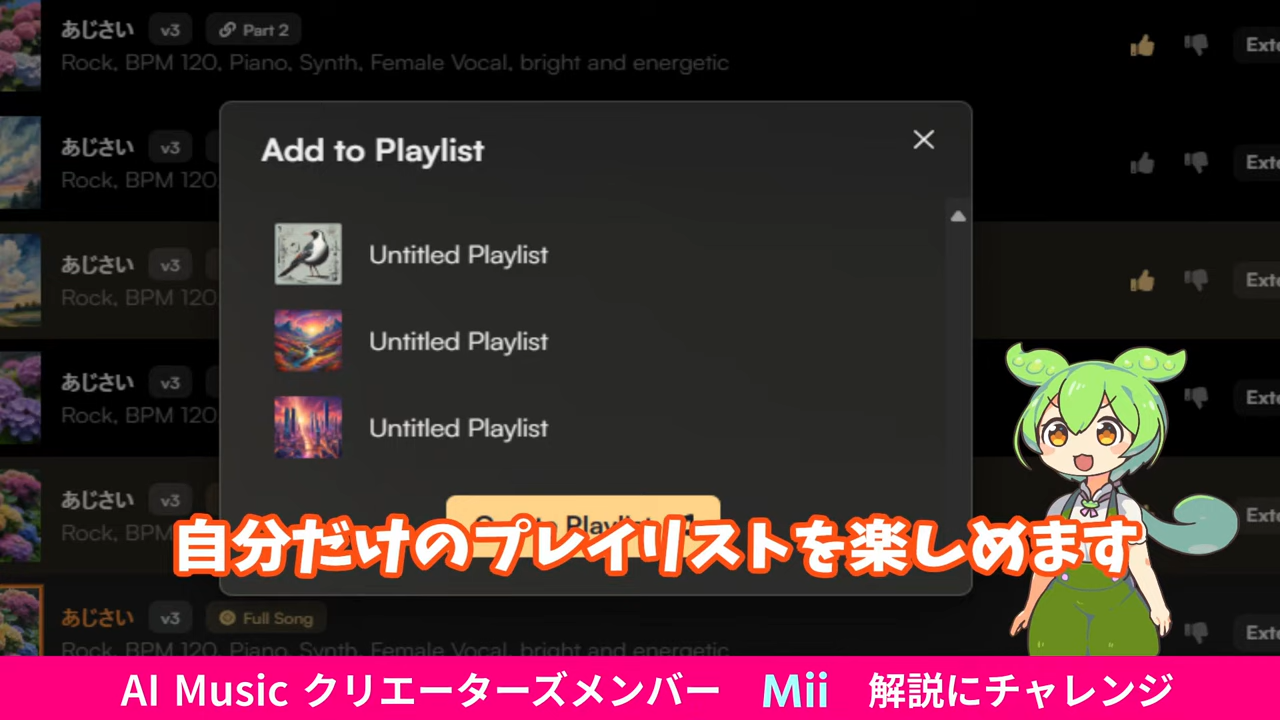 あじさい v3 Part 2
Rock, BPM 120, Piano, Synth, Female Vocal, bright and energetic
Add to Playlist
あじさい v3
Rock, BPM 120
Untitled Playlist
あじさい v3
Rock, BPM 120
Untitled Playlist
あじさい v3
Rock, BPM 120
Untitled Playlist
あじさい v3
Rock, BPM
自分だけのプレイリストを楽しめます
あじさい v3 Full Song
Rock, BPM 120, Piano, Synth, Female Vocal, bright and energetic
AI Music クリエーターズメンバー Mii 解説にチャレンジ